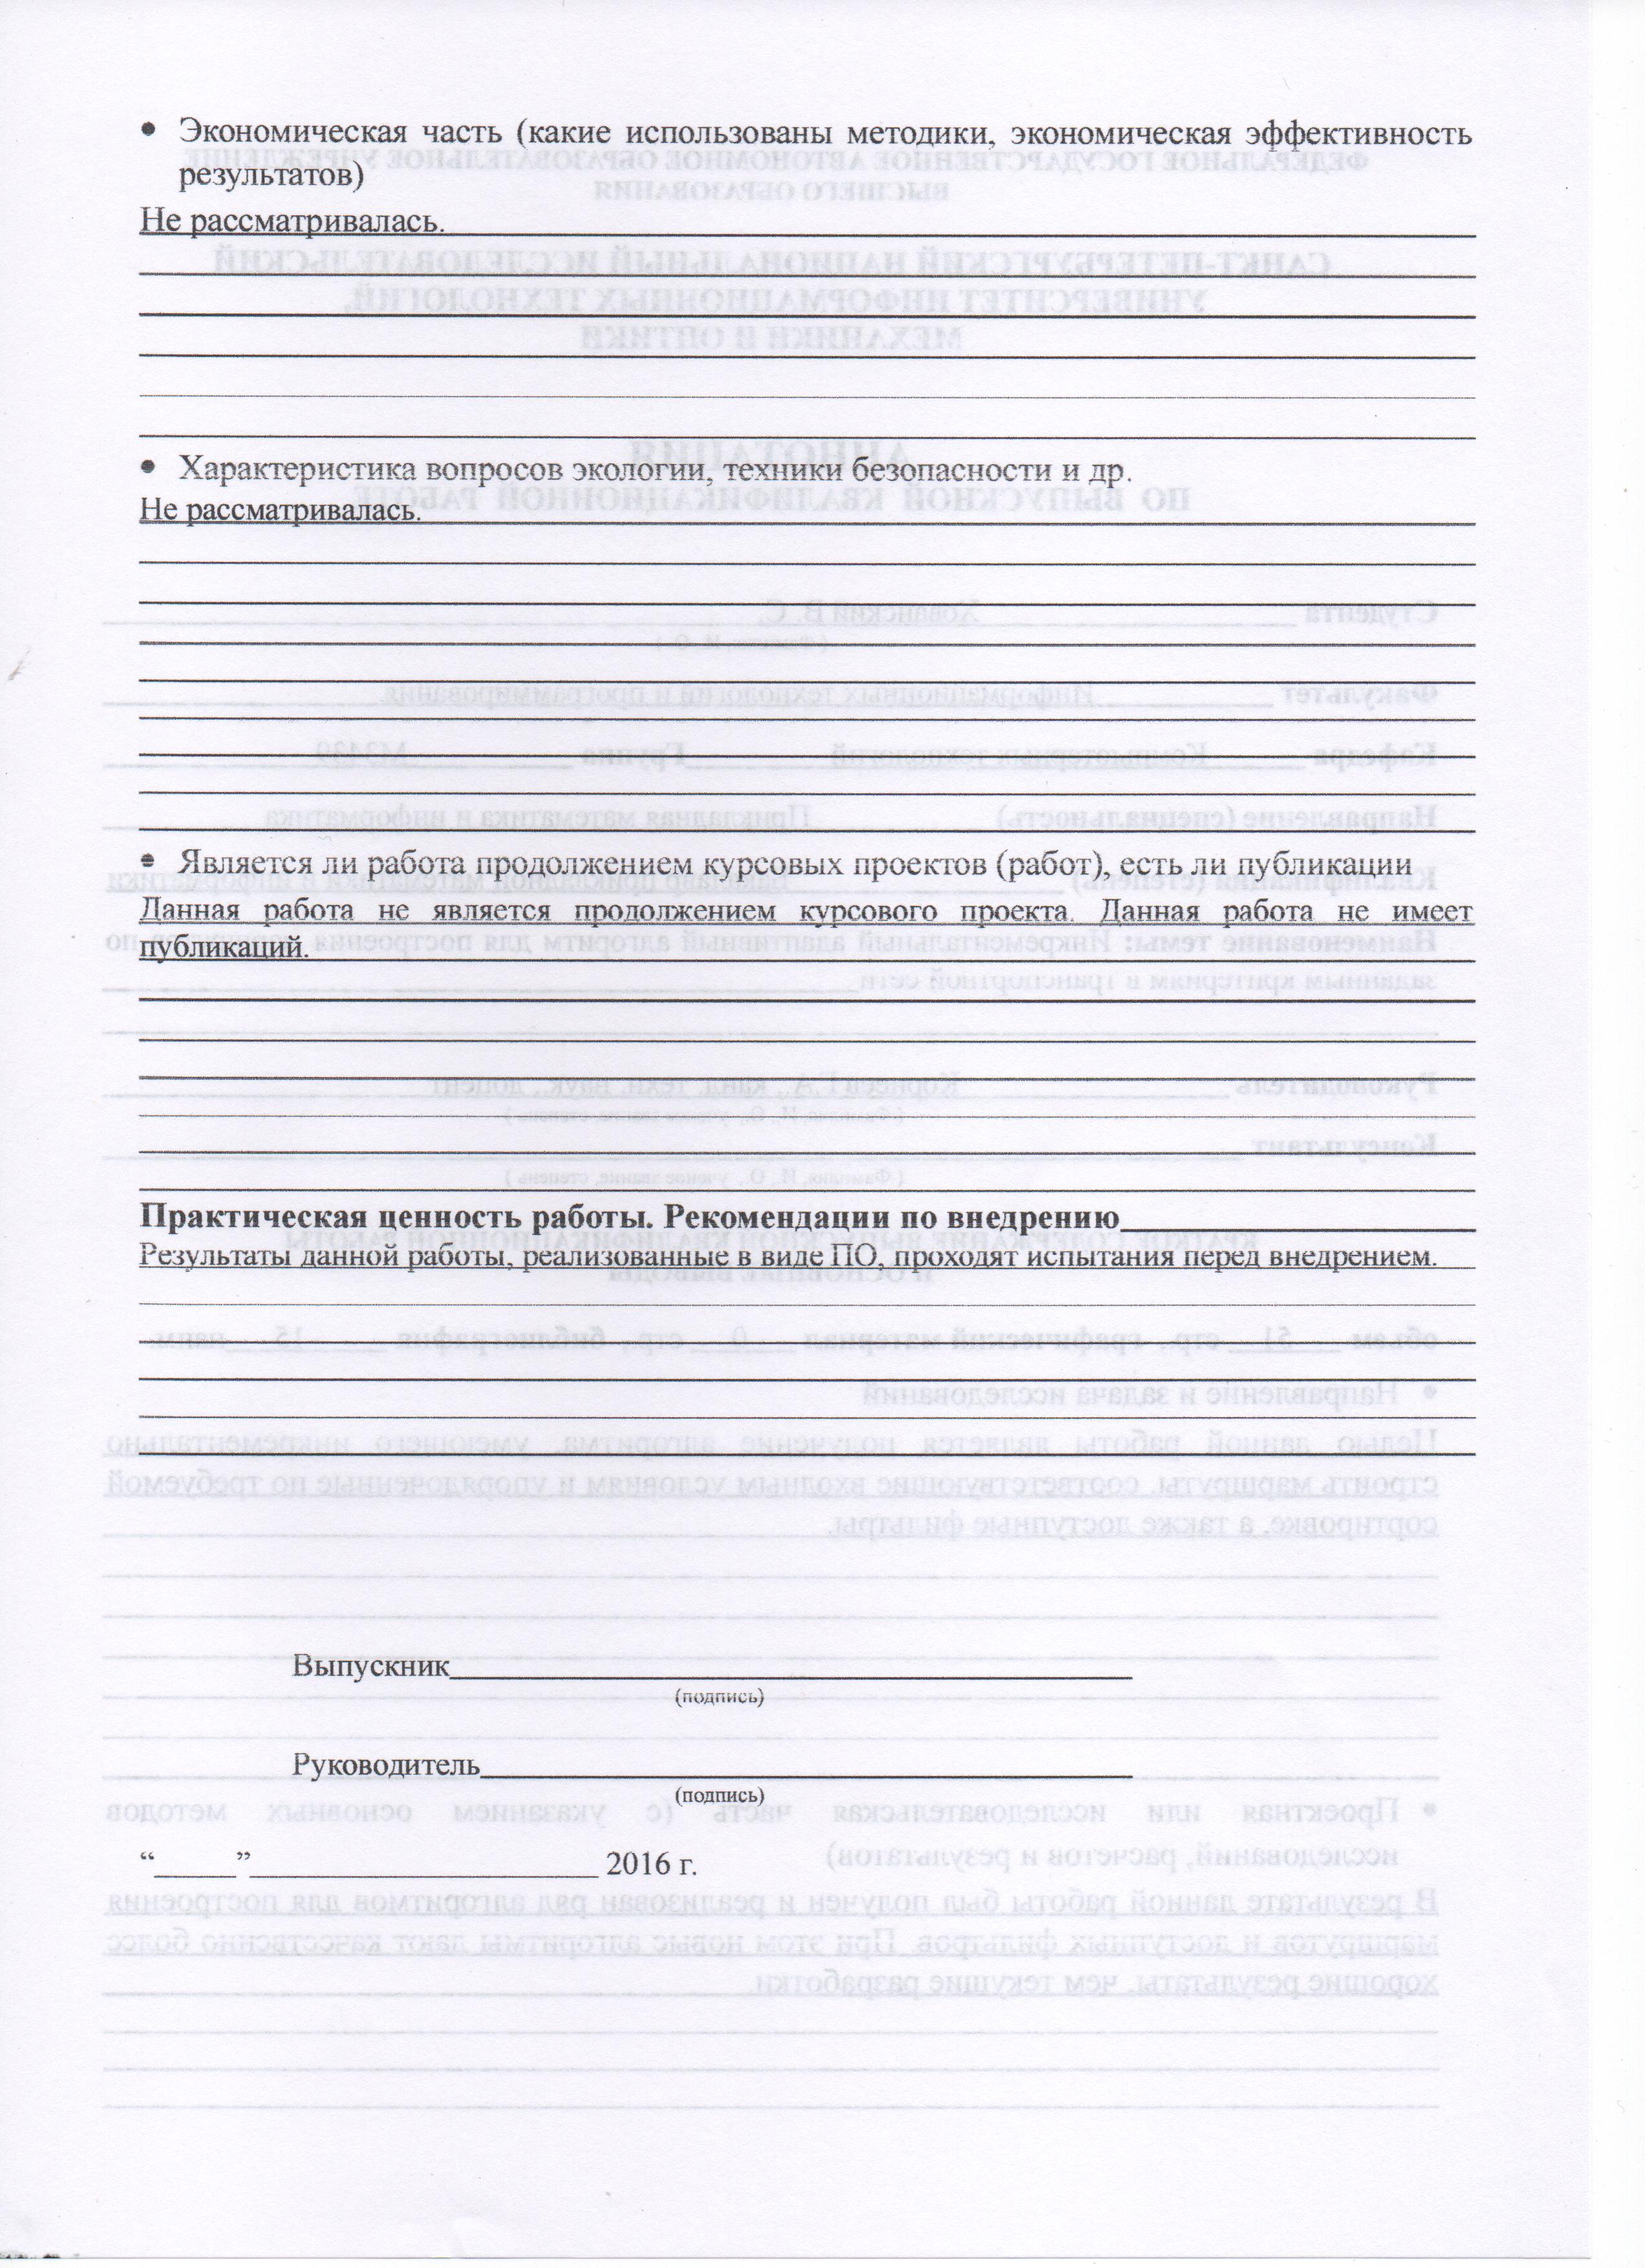 • Экономическая часть (какие использованы методики, экономическая эффективность
результатов)
Не рассматривалась.
• Характеристика вопросов экологии, техники безопасности и др.
Не рассматривалась.
• Является ли работа продолжением курсовых проектов (работ), есть ли публикации
Данная работа не является продолжением курсового проекта. Данная работа не имеет
публикаций.
Практическая ценность работы. Рекомендации по внедрению
Результаты данной работы, реализованные в виде ПО, проходят испытания перед внедрением.
Выпускник
(подпись)
Руководитель
(подпись)
“_____”_____________________ 2016 г.